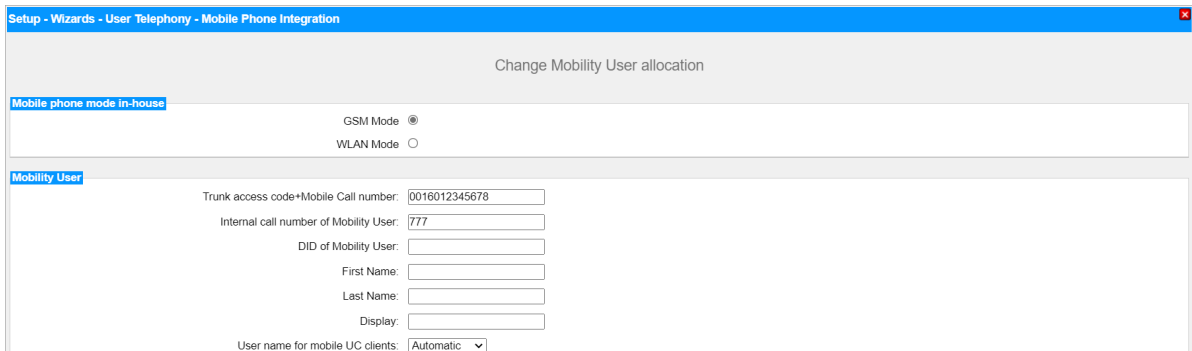 Setup - Wizards - User Telephony - Mobile Phone Integration
Change Mobility User allocation
Mobile phone mode in-house
GSM Mode
WLAN Mode
Mobility User
Trunk access code+Mobile Call number: 0016012345678
Internal call number of Mobility User: 777
DID of Mobility User:
First Name:
Last Name:
Display:
User name for mobile UC clients: Automatic